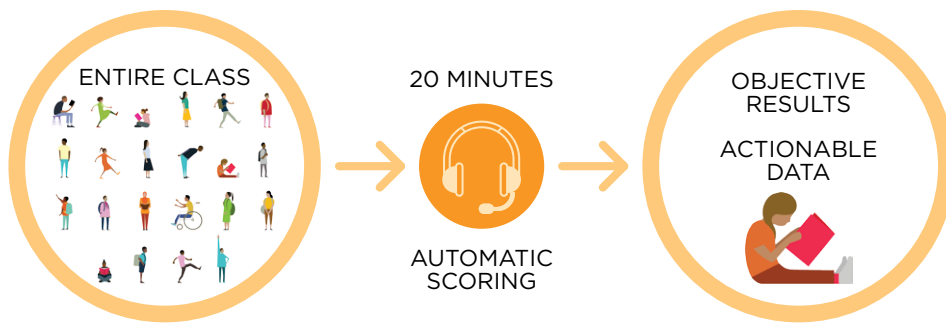 ENTIRE CLASS
20 MINUTES
AUTOMATIC
SCORING
OBJECTIVE
RESULTS
ACTIONABLE
DATA